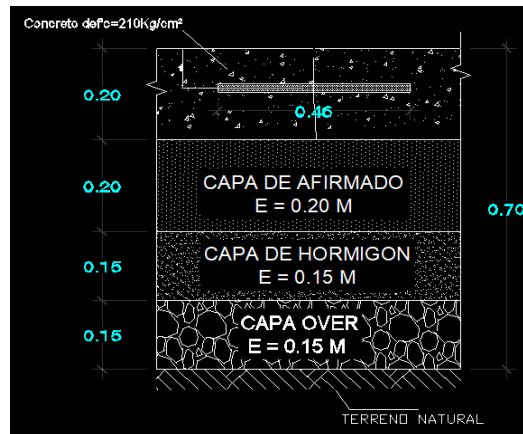 Concreto def'c=210Kg/cm²
0.20
0.46
0.20
CAPA DE AFIRMADO
E = 0.20 M
0.70
0.15
CAPA DE HORMIGON
E = 0.15 M
0.15
CAPA OVER
E = 0.15 M
TERRENO NATURAL